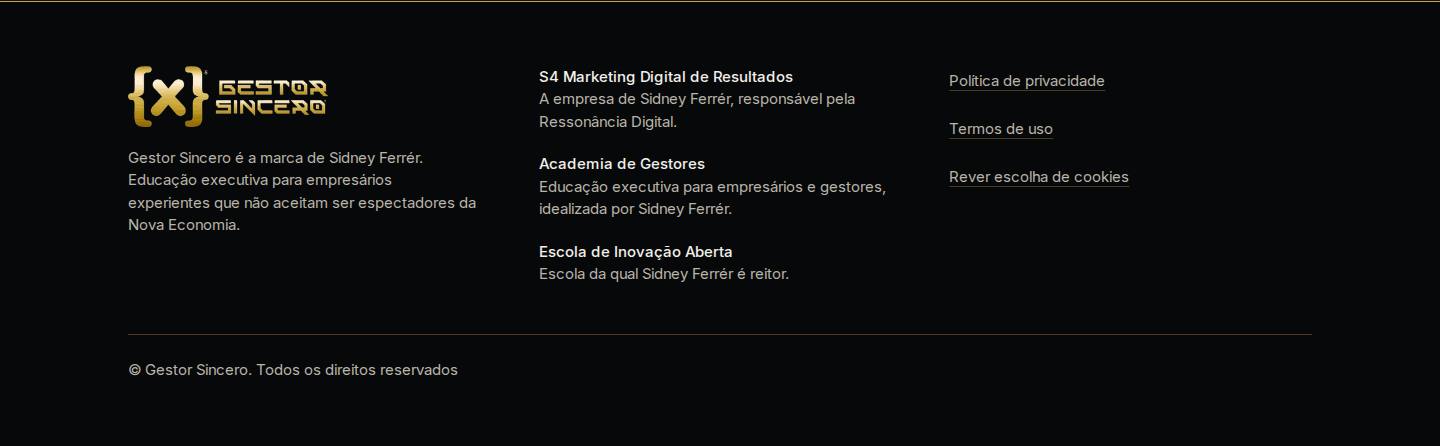 GESTOR
SINCERO
Gestor Sincero é a marca de Sidney Ferrér.
Educação executiva para empresários
experientes que não aceitam ser espectadores da
Nova Economia.
S4 Marketing Digital de Resultados
A empresa de Sidney Ferrér, responsável pela
Ressonância Digital.
Academia de Gestores
Educação executiva para empresários e gestores,
idealizada por Sidney Ferrér.
Escola de Inovação Aberta
Escola da qual Sidney Ferrér é reitor.
Política de privacidade
Termos de uso
Rever escolha de cookies
© Gestor Sincero. Todos os direitos reservados